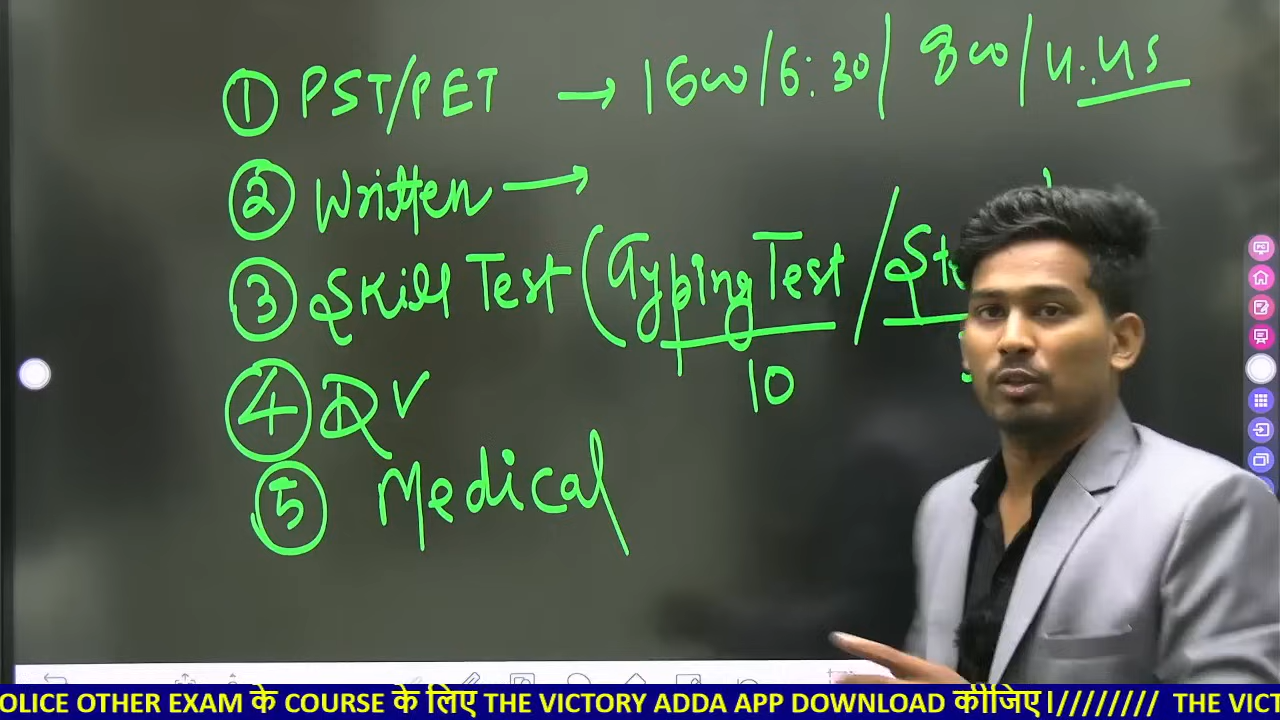 ① PST/PET → 1600/6:30/800/4:45
② Written →
③ Skill Test (Typing Test / Ste
10
④ DV
⑤ Medical
OLICE OTHER EXAM के COURSE के लिए THE VICTORY ADDA APP DOWNLOAD कीजिए।//////// THE VICT